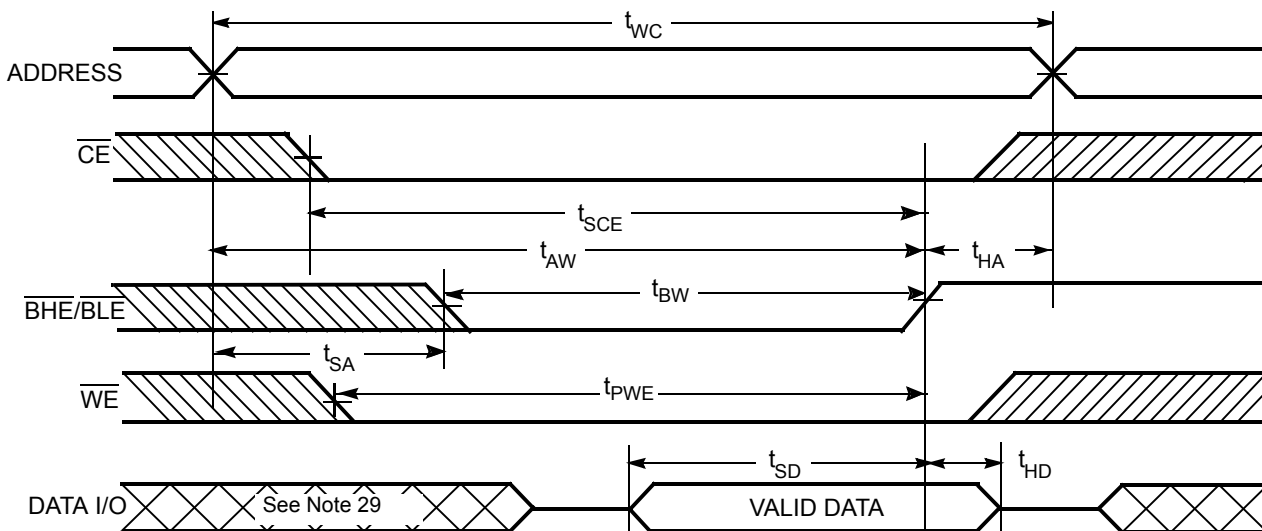 tWC
ADDRESS
CE
tSCE
tAW
tHA
BHE/BLE
tBW
tSA
WE
tPWE
tSD
tHD
DATA I/O
See Note 29
VALID DATA